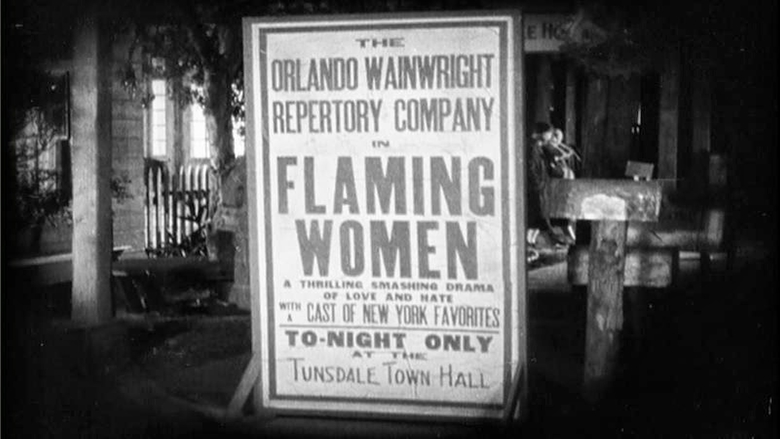 THE
ORLANDO WAINWRIGHT
REPERTORY COMPANY
IN
FLAMING
WOMEN
A THRILLING SMASHING DRAMA
OF LOVE AND HATE
WITH A CAST OF NEW YORK FAVORITES
TO-NIGHT ONLY
AT THE
TUNSDALE TOWN HALL